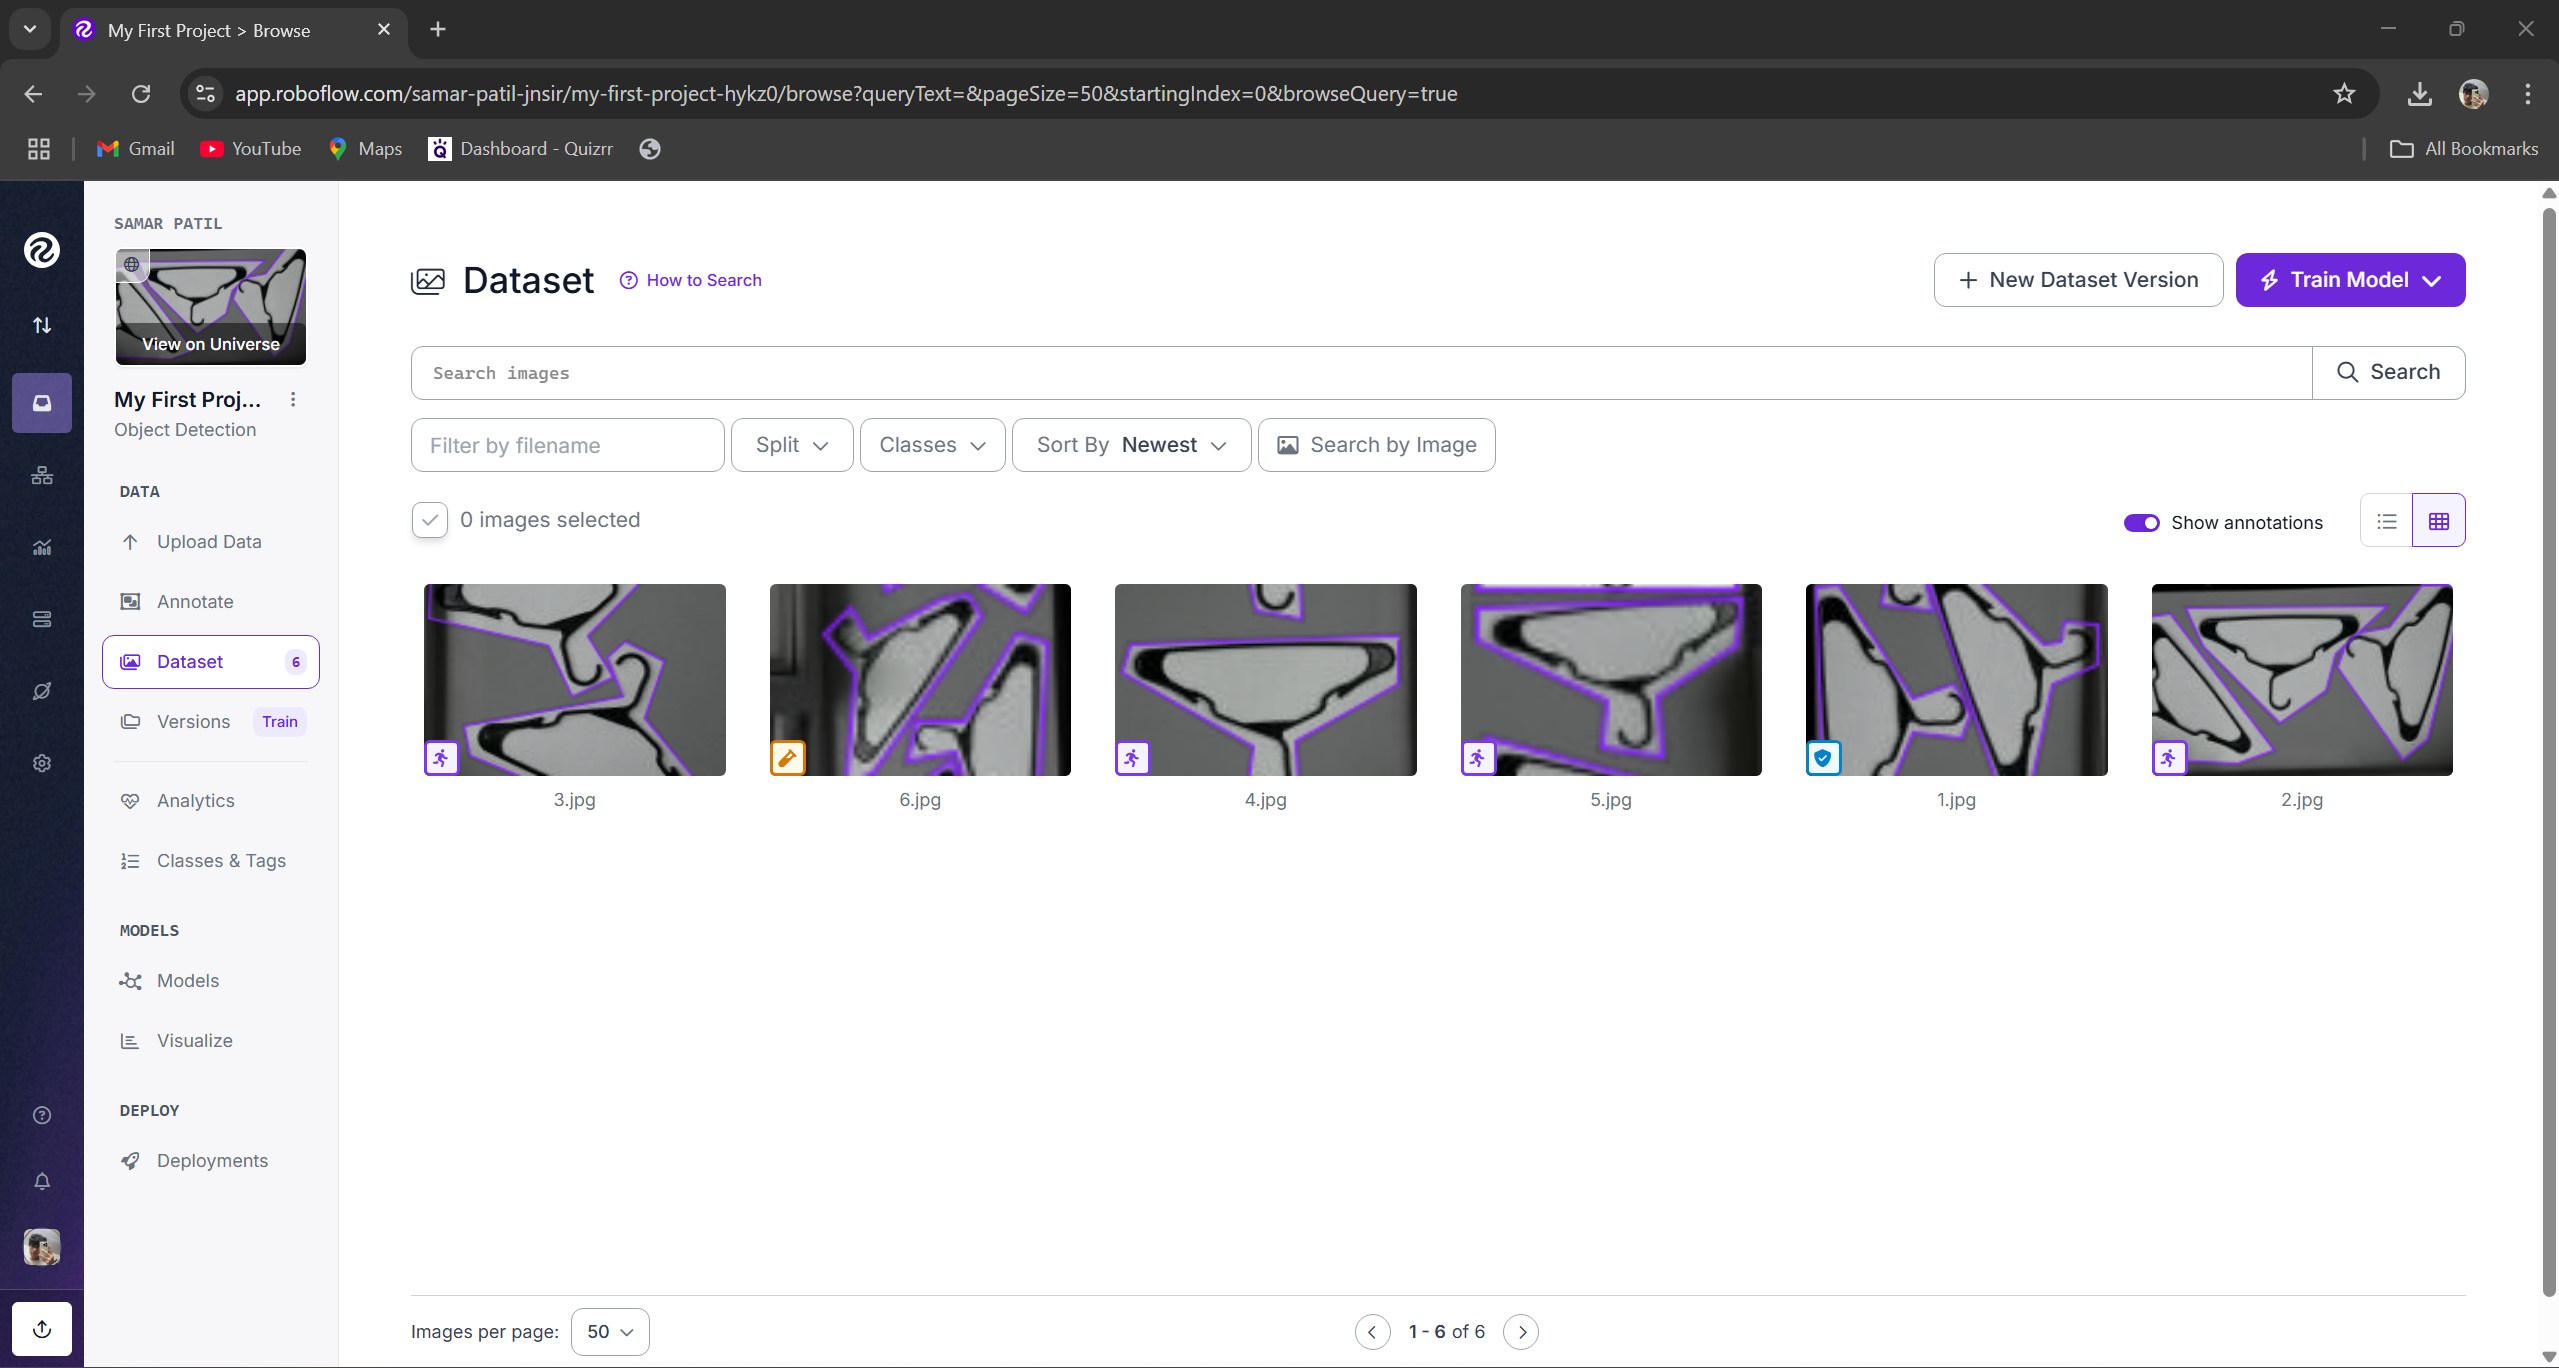 My First Project > Browse
app.roboflow.com/samar-patil-jnsir/my-first-project-hykz0/browse?queryText=&pageSize=50&startingIndex=0&browseQuery=true
Gmail
YouTube
Maps
Dashboard - Quizrr
All Bookmarks
SAMAR PATIL
View on Universe
My First Proj...
Object Detection
DATA
Upload Data
Annotate
Dataset 6
Versions Train
Analytics
Classes & Tags
MODELS
Models
Visualize
DEPLOY
Deployments
Dataset
How to Search
New Dataset Version
Train Model
Search images
Search
Filter by filename
Split
Classes
Sort By Newest
Search by Image
0 images selected
Show annotations
3.jpg
6.jpg
4.jpg
5.jpg
1.jpg
2.jpg
Images per page: 50
1 - 6 of 6